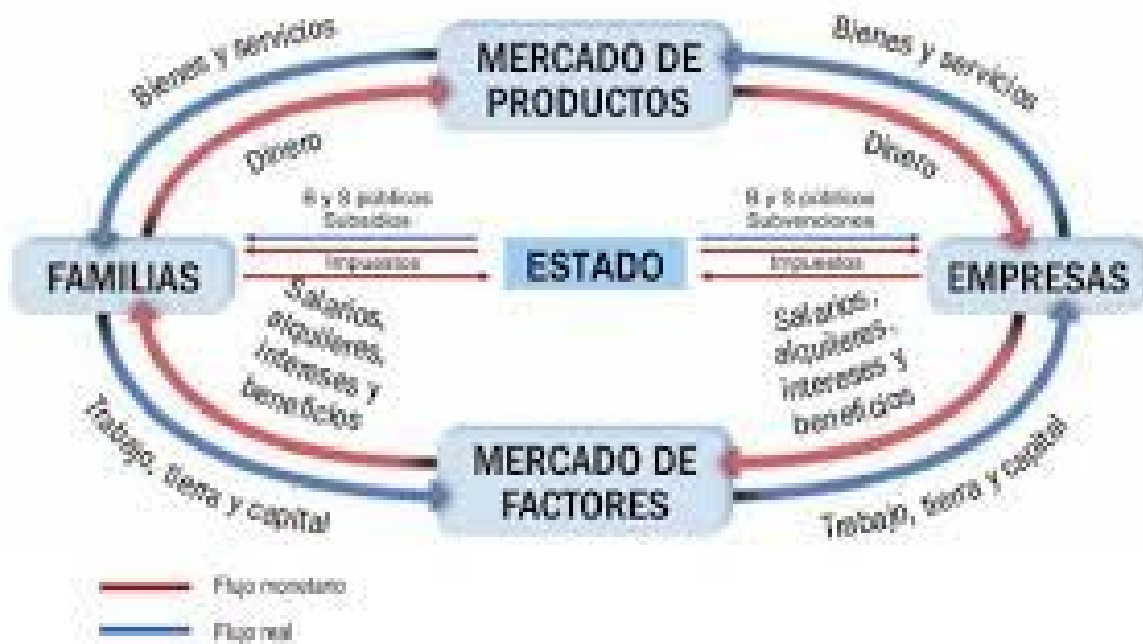 Bienes y servicios
MERCADO DE
PRODUCTOS
Bienes y servicios
Dinero
Dinero
B y S públicos
Subsidios
B y S públicos
Subvenciones
FAMILIAS
Impuestos
ESTADO
Impuestos
EMPRESAS
Salarios,
alquileres,
intereses y
beneficios
Salarios,
alquileres,
intereses y
beneficios
Trabajo, tierra y capital
MERCADO DE
FACTORES
Trabajo, tierra y capital
Flujo monetario
Flujo real